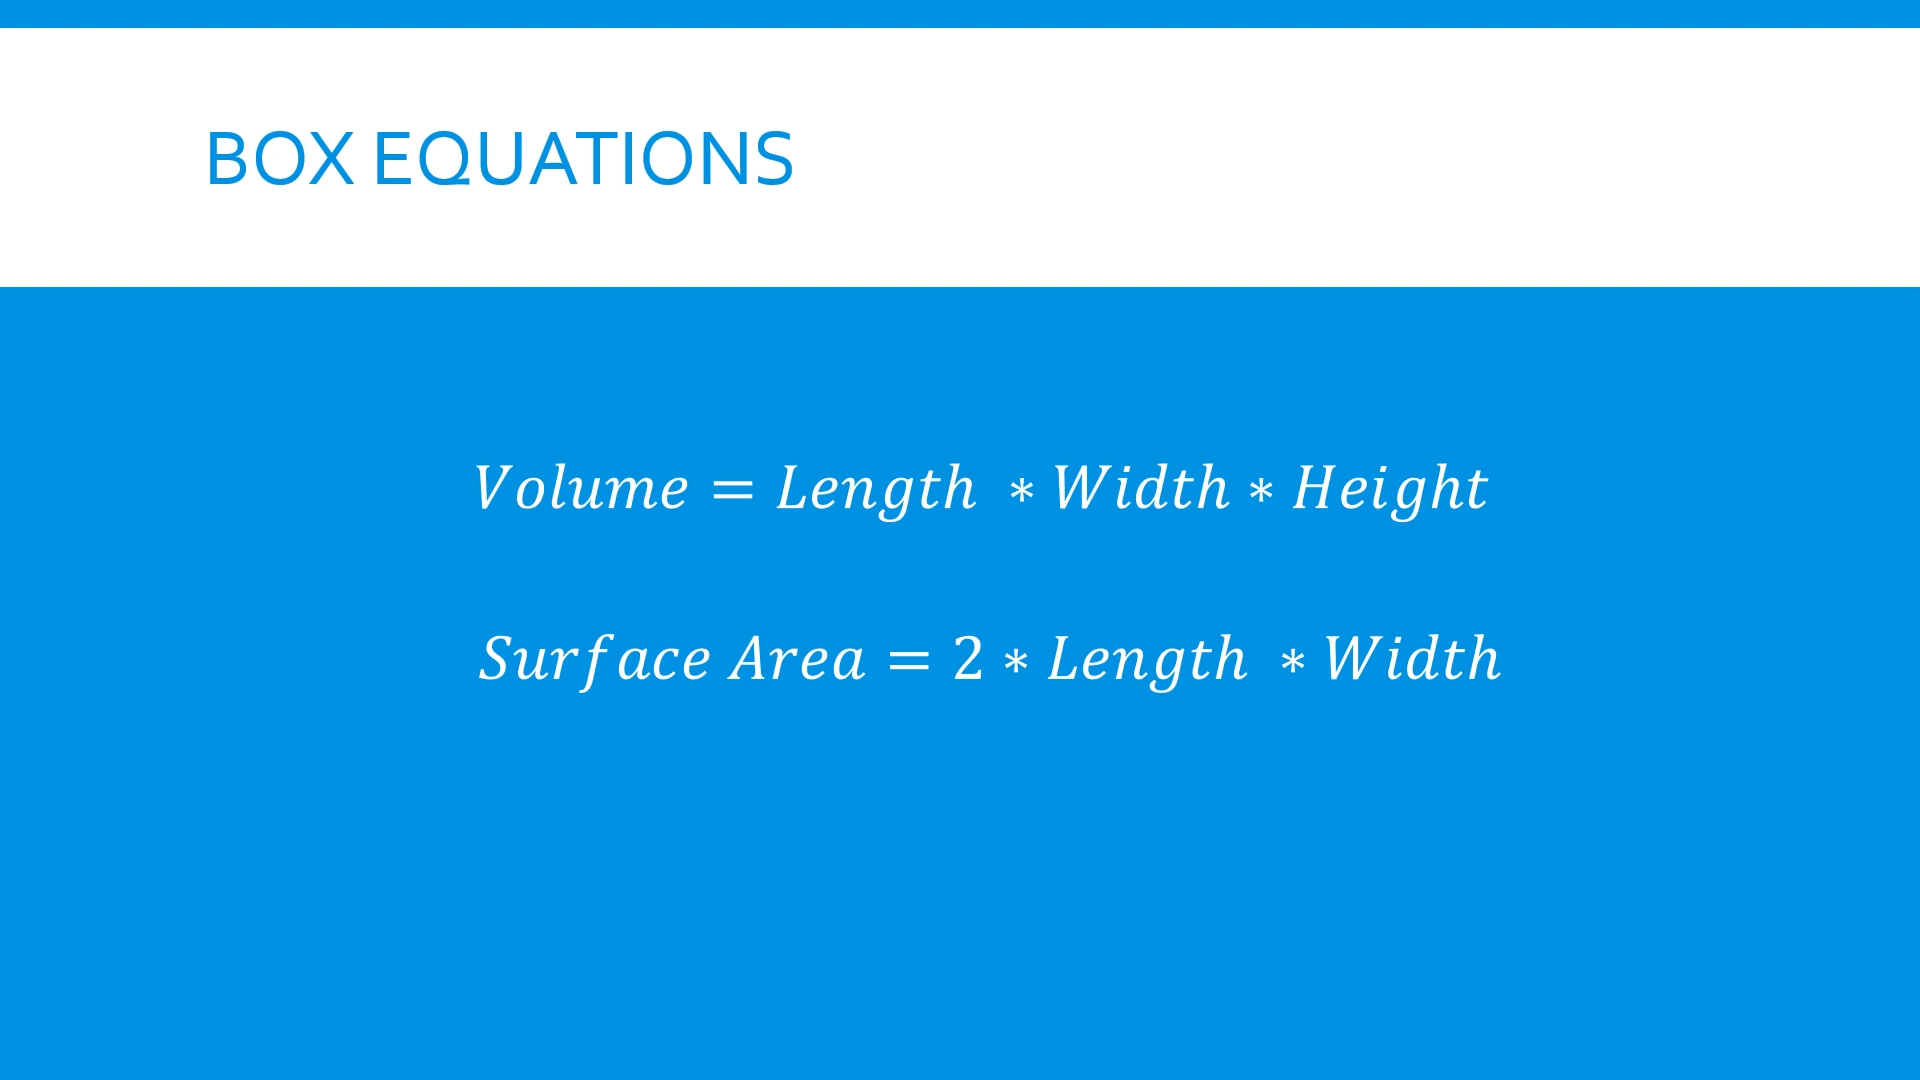 BOX EQUATIONS
Volume = Length ∗ Width ∗ Height
Surface Area = 2 ∗ Length ∗ Width